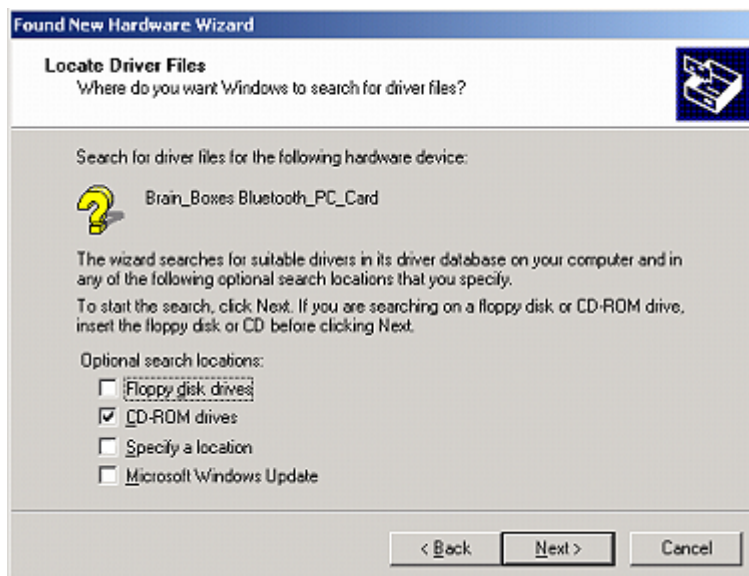 Found New Hardware Wizard
Locate Driver Files
Where do you want Windows to search for driver files?
Search for driver files for the following hardware device:
Brain_Boxes Bluetooth_PC_Card
The wizard searches for suitable drivers in its driver database on your computer and in
any of the following optional search locations that you specify.
To start the search, click Next. If you are searching on a floppy disk or CD-ROM drive,
insert the floppy disk or CD before clicking Next.
Optional search locations:
Floppy disk drives
CD-ROM drives
Specify a location
Microsoft Windows Update
< Back Next > Cancel